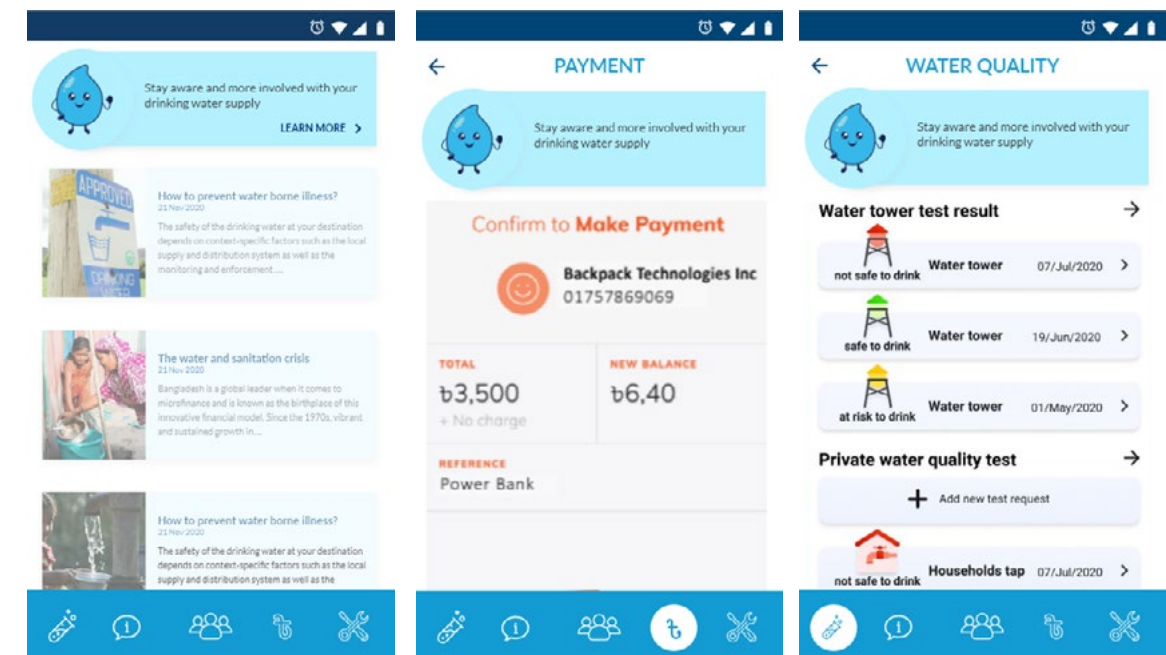 Stay aware and more involved with your
drinking water supply
LEARN MORE >
APPROVED
DRINKING
WATER
How to prevent water borne illness?
21 Nov 2020
The safety of the drinking water at your destination
depends on context-specific factors such as the local
supply and distribution system as well as the
monitoring and enforcement....
The water and sanitation crisis
21 Nov 2020
Bangladesh is a global leader when it comes to
microfinance and is known as the birthplace of this
innovative financial model. Since the 1970s, vibrant
and sustained growth in....
How to prevent water borne illness?
21 Nov 2020
The safety of the drinking water at your destination
depends on context-specific factors such as the local
supply and distribution system as well as the
PAYMENT
Stay aware and more involved with your
drinking water supply
Confirm to Make Payment
Backpack Technologies Inc
01757869069
TOTAL
৳3,500
+ No charge
NEW BALANCE
৳6,40
REFERENCE
Power Bank
WATER QUALITY
Stay aware and more involved with your
drinking water supply
Water tower test result
not safe to drink Water tower 07/Jul/2020
safe to drink Water tower 19/Jun/2020
at risk to drink Water tower 01/May/2020
Private water quality test
+ Add new test request
not safe to drink Households tap 07/Jul/2020